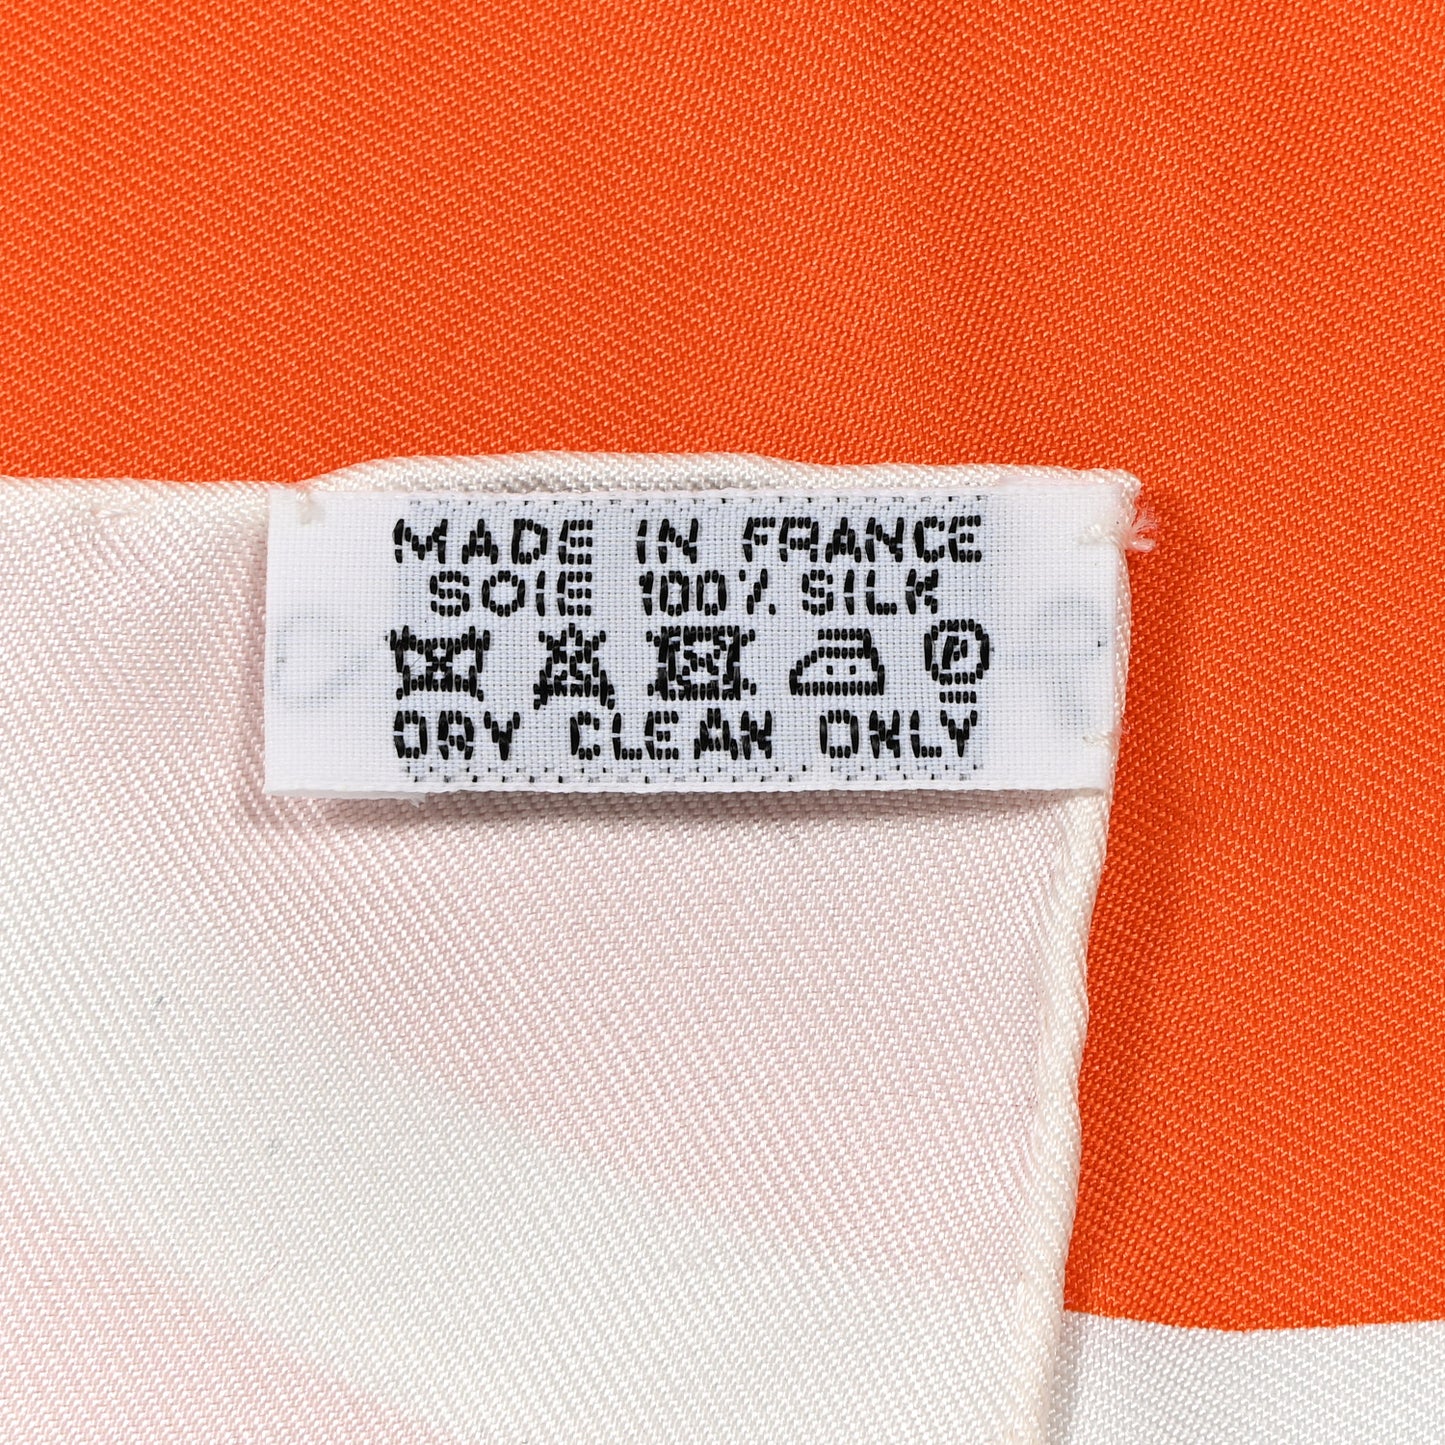 MADE IN FRANCE
SOIE 100% SILK
P
DRY CLEAN ONLY